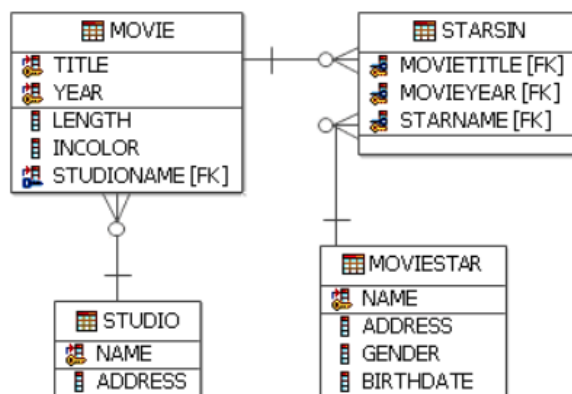 MOVIE
TITLE
YEAR
LENGTH
INCOLOR
STUDIONAME [FK]
STARSIN
MOVIETITLE [FK]
MOVIEYEAR [FK]
STARNAME [FK]
STUDIO
NAME
ADDRESS
MOVIESTAR
NAME
ADDRESS
GENDER
BIRTHDATE